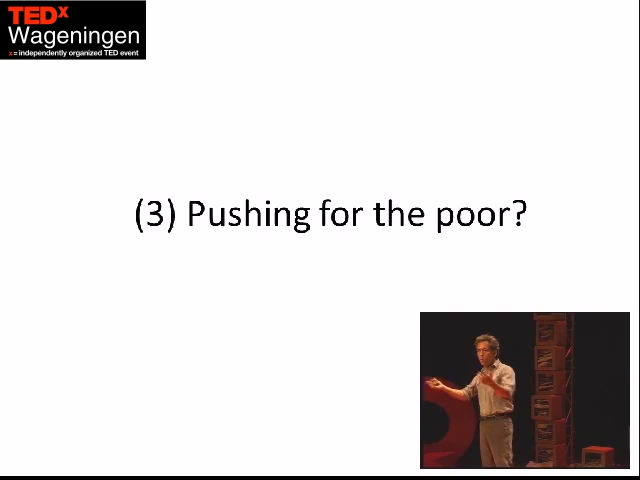 TEDx
Wageningen
x = independently organized TED event
(3) Pushing for the poor?